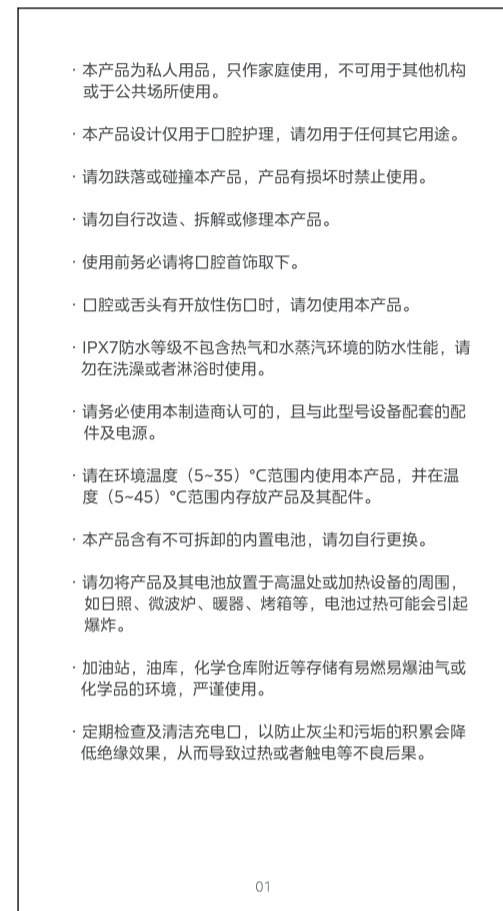 · 本产品为私人用品，只作家庭使用，不可用于其他机构
或于公共场所使用。
· 本产品设计仅用于口腔护理，请勿用于任何其它用途。
· 请勿跌落或碰撞本产品，产品有损坏时禁止使用。
· 请勿自行改造、拆解或修理本产品。
· 使用前务必请将口腔首饰取下。
· 口腔或舌头有开放性伤口时，请勿使用本产品。
· IPX7防水等级不包含热气和水蒸汽环境的防水性能，请
勿在洗澡或者淋浴时使用。
· 请务必使用本制造商认可的，且与此型号设备配套的配
件及电源。
· 请在环境温度（5~35）°C范围内使用本产品，并在温
度（5~45）°C范围内存放产品及其配件。
· 本产品含有不可拆卸的内置电池，请勿自行更换。
· 请勿将产品及其电池放置于高温处或加热设备的周围，
如日照、微波炉、暖器、烤箱等，电池过热可能会引起
爆炸。
· 加油站，油库，化学仓库附近等存储有易燃易爆油气或
化学品的环境，严谨使用。
· 定期检查及清洁充电口，以防止灰尘和污垢的积累会降
低绝缘效果，从而导致过热或者触电等不良后果。
01